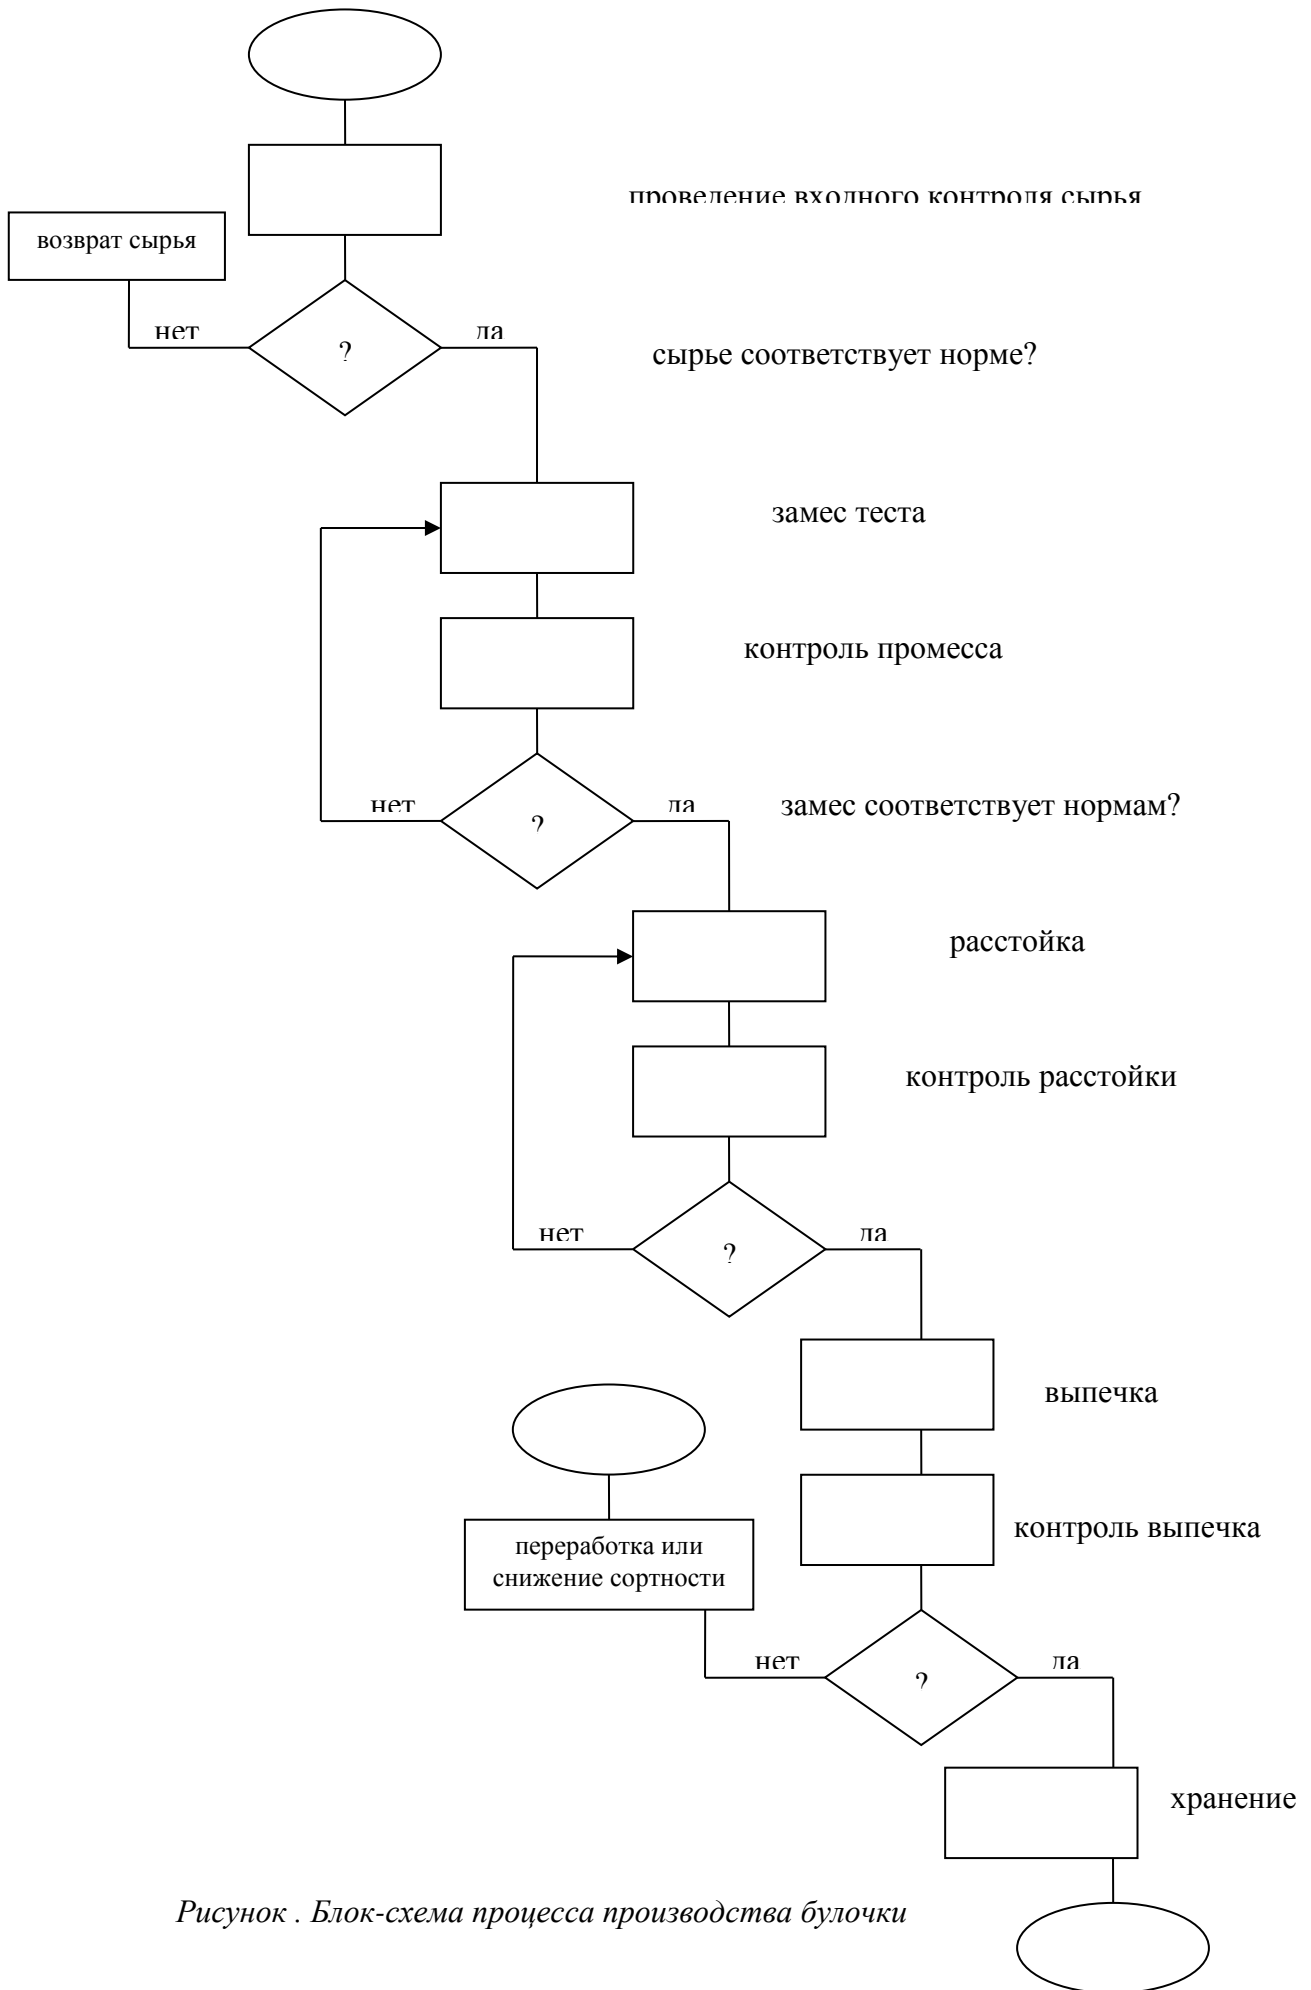 проведение входного контроля сырья
возврат сырья
нет
да
?
сырье соответствует норме?
замес теста
контроль промесса
нет
да
?
замес соответствует нормам?
расстойка
контроль расстойки
нет
да
?
выпечка
контроль выпечка
переработка или
снижение сортности
нет
да
?
хранение
Рисунок . Блок-схема процесса производства булочки